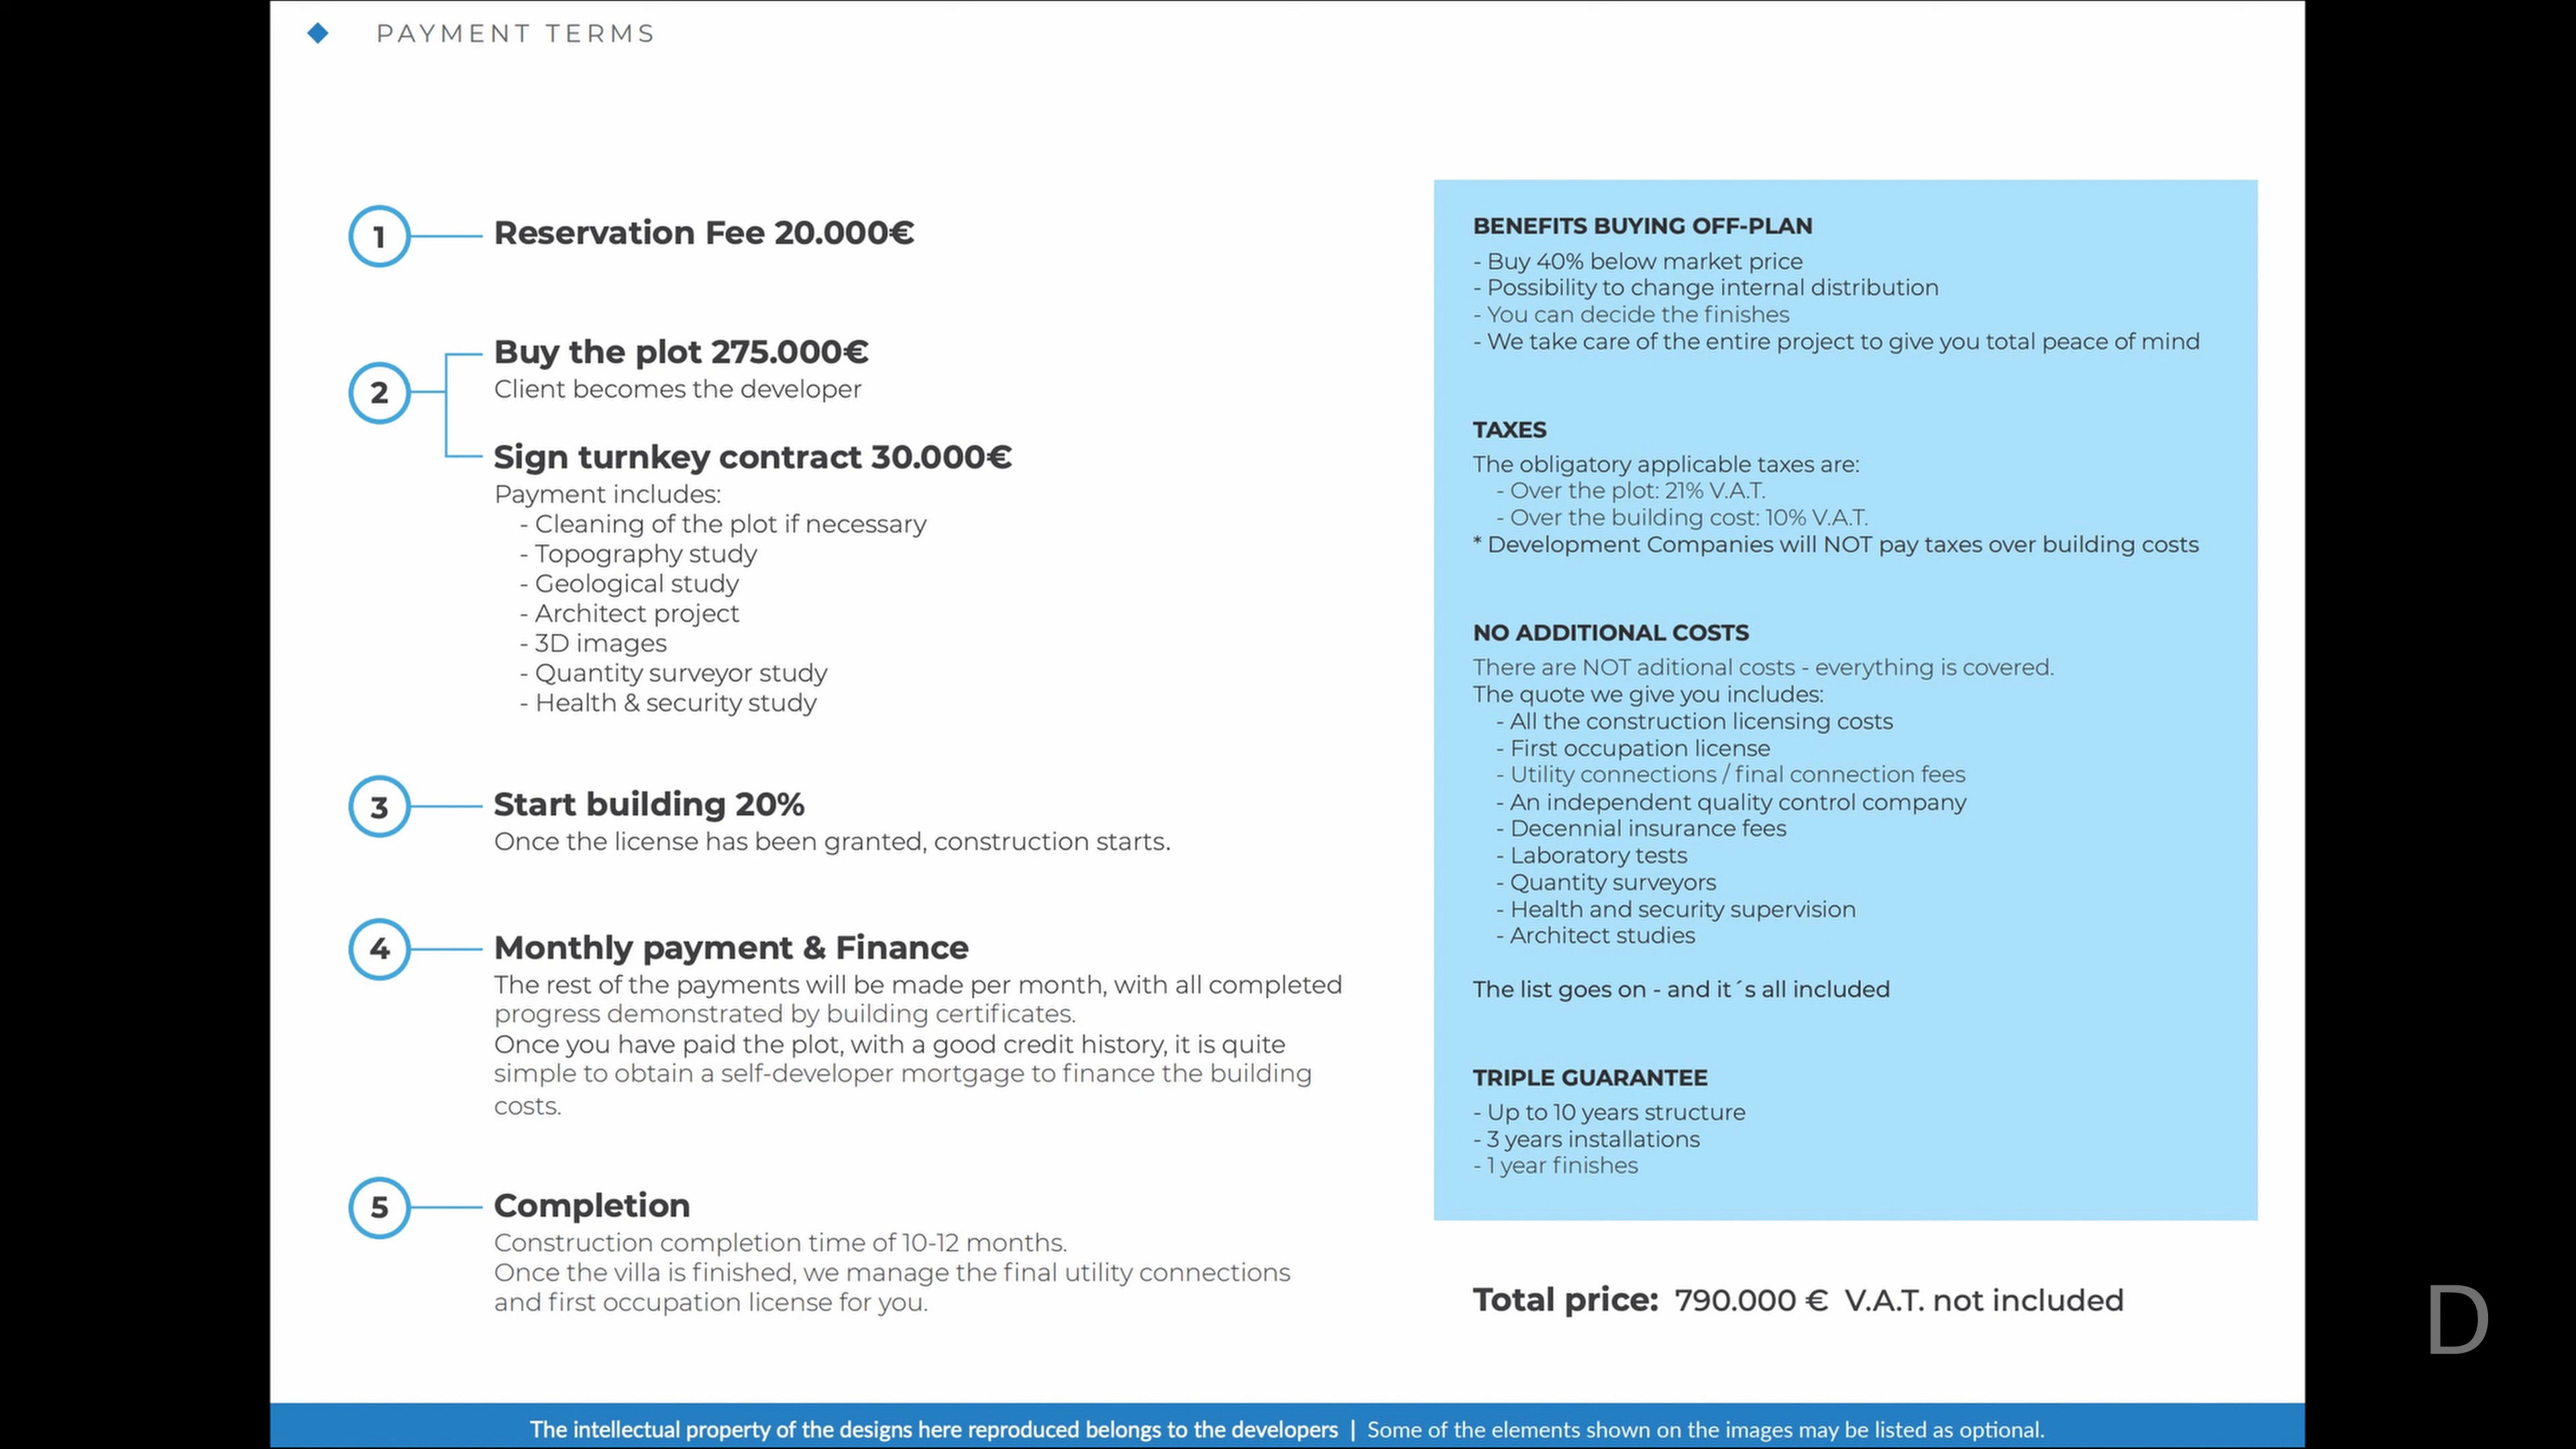 PAYMENT TERMS
1
Reservation Fee 20.000€
2
Buy the plot 275.000€
Client becomes the developer
Sign turnkey contract 30.000€
Payment includes:
- Cleaning of the plot if necessary
- Topography study
- Geological study
- Architect project
- 3D images
- Quantity surveyor study
- Health & security study
3
Start building 20%
Once the license has been granted, construction starts.
4
Monthly payment & Finance
The rest of the payments will be made per month, with all completed
progress demonstrated by building certificates.
Once you have paid the plot, with a good credit history, it is quite
simple to obtain a self-developer mortgage to finance the building
costs.
5
Completion
Construction completion time of 10-12 months.
Once the villa is finished, we manage the final utility connections
and first occupation license for you.
BENEFITS BUYING OFF-PLAN
- Buy 40% below market price
- Possibility to change internal distribution
- You can decide the finishes
- We take care of the entire project to give you total peace of mind
TAXES
The obligatory applicable taxes are:
- Over the plot: 21% V.A.T.
- Over the building cost: 10% V.A.T.
* Development Companies will NOT pay taxes over building costs
NO ADDITIONAL COSTS
There are NOT aditional costs - everything is covered.
The quote we give you includes:
- All the construction licensing costs
- First occupation license
- Utility connections / final connection fees
- An independent quality control company
- Decennial insurance fees
- Laboratory tests
- Quantity surveyors
- Health and security supervision
- Architect studies
The list goes on - and it´s all included
TRIPLE GUARANTEE
- Up to 10 years structure
- 3 years installations
- 1 year finishes
Total price: 790.000 € V.A.T. not included
D
The intellectual property of the designs here reproduced belongs to the developers | Some of the elements shown on the images may be listed as optional.